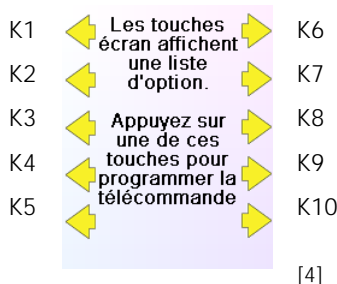 K1
K2
K3
K4
K5
Les touches
écran affichent
une liste
d'option.
Appuyez sur
une de ces
touches pour
programmer la
télécommande
K6
K7
K8
K9
K10
[4]